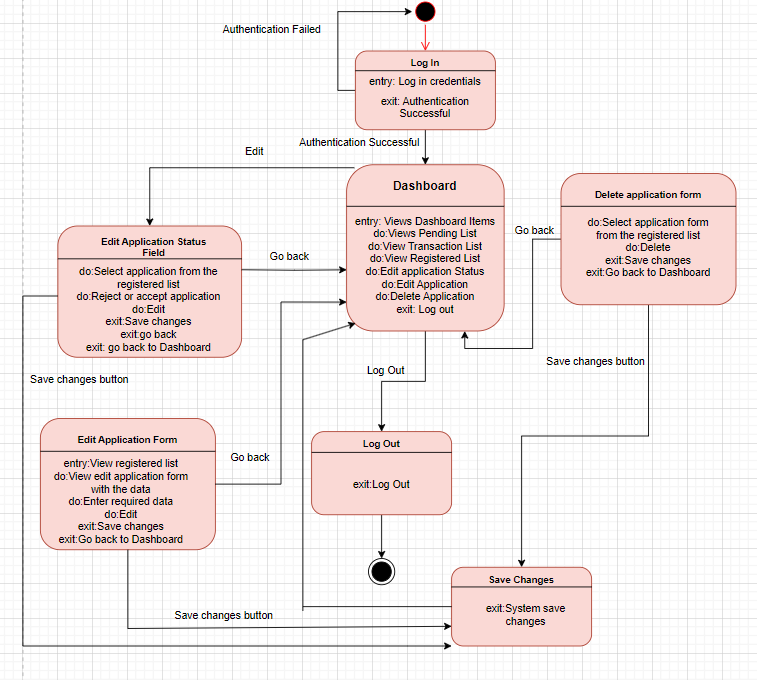 Authentication Failed
Log In
entry: Log in credentials
exit: Authentication
Successful
Authentication Successful
Edit
Dashboard
entry: Views Dashboard Items
do:Views Pending List
do:View Transaction List
do:View Registered List
do:Edit application Status
do:Edit Application
do:Delete Application
exit: Log out
Delete application form
do:Select application form
from the registered list
do:Delete
exit:Save changes
exit:Go back to Dashboard
Go back
Edit Application Status
Field
do:Select application from the
registered list
do:Reject or accept application
do:Edit
exit:Save changes
exit:go back
exit: go back to Dashboard
Go back
Save changes button
Log Out
Save changes button
Edit Application Form
entry:View registered list
do:View edit application form
with the data
do:Enter required data
do:Edit
exit:Save changes
exit:Go back to Dashboard
Go back
Log Out
exit:Log Out
Save Changes
exit:System save
changes
Save changes button